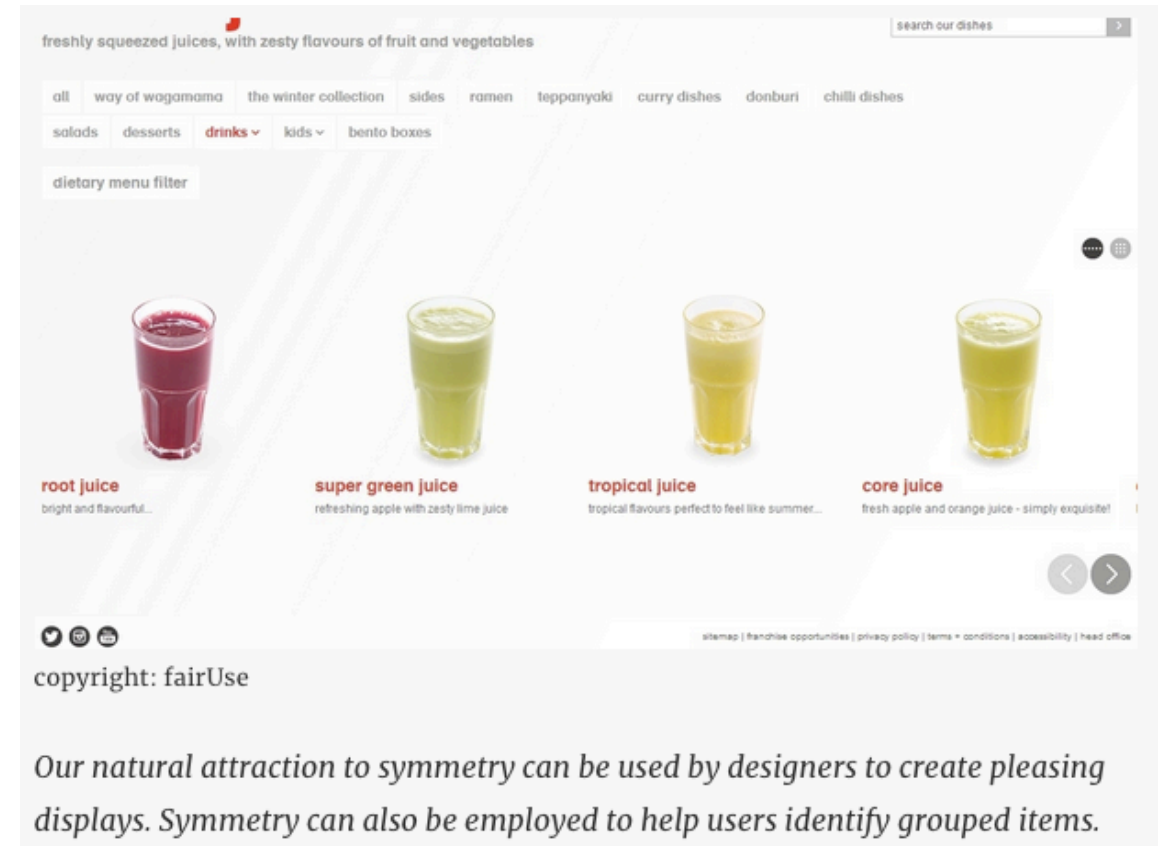 freshly squeezed juices, with zesty flavours of fruit and vegetables
search our dishes
all way of wagamama the winter collection sides ramen teppanyaki curry dishes donburi chilli dishes
salads desserts drinks kids bento boxes
dietary menu filter
root juice super green juice tropical juice core juice
bright and flavourful... refreshing apple with zesty lime juice tropical flavours perfect to feel like summer... fresh apple and orange juice - simply exquisite!
sitemap | franchise opportunities | privacy policy | terms + conditions | accessibility | head office
copyright: fairUse
Our natural attraction to symmetry can be used by designers to create pleasing
displays. Symmetry can also be employed to help users identify grouped items.